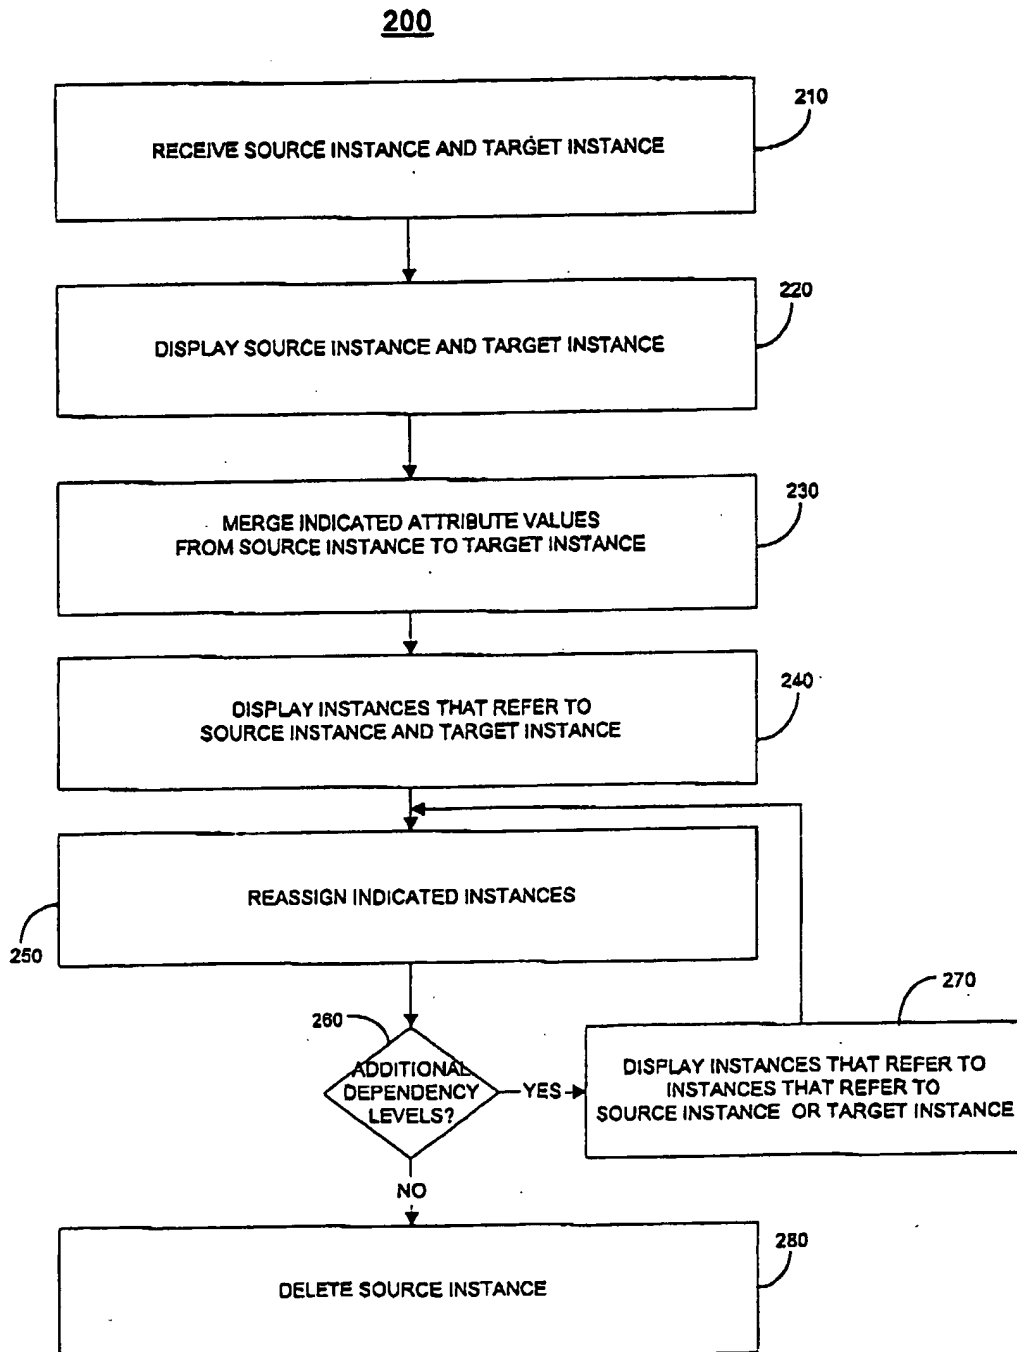 200
210
RECEIVE SOURCE INSTANCE AND TARGET INSTANCE
220
DISPLAY SOURCE INSTANCE AND TARGET INSTANCE
230
MERGE INDICATED ATTRIBUTE VALUES
FROM SOURCE INSTANCE TO TARGET INSTANCE
240
DISPLAY INSTANCES THAT REFER TO
SOURCE INSTANCE AND TARGET INSTANCE
REASSIGN INDICATED INSTANCES
250
260
ADDITIONAL
DEPENDENCY
LEVELS?
YES
270
DISPLAY INSTANCES THAT REFER TO
INSTANCES THAT REFER TO
SOURCE INSTANCE OR TARGET INSTANCE
NO
280
DELETE SOURCE INSTANCE